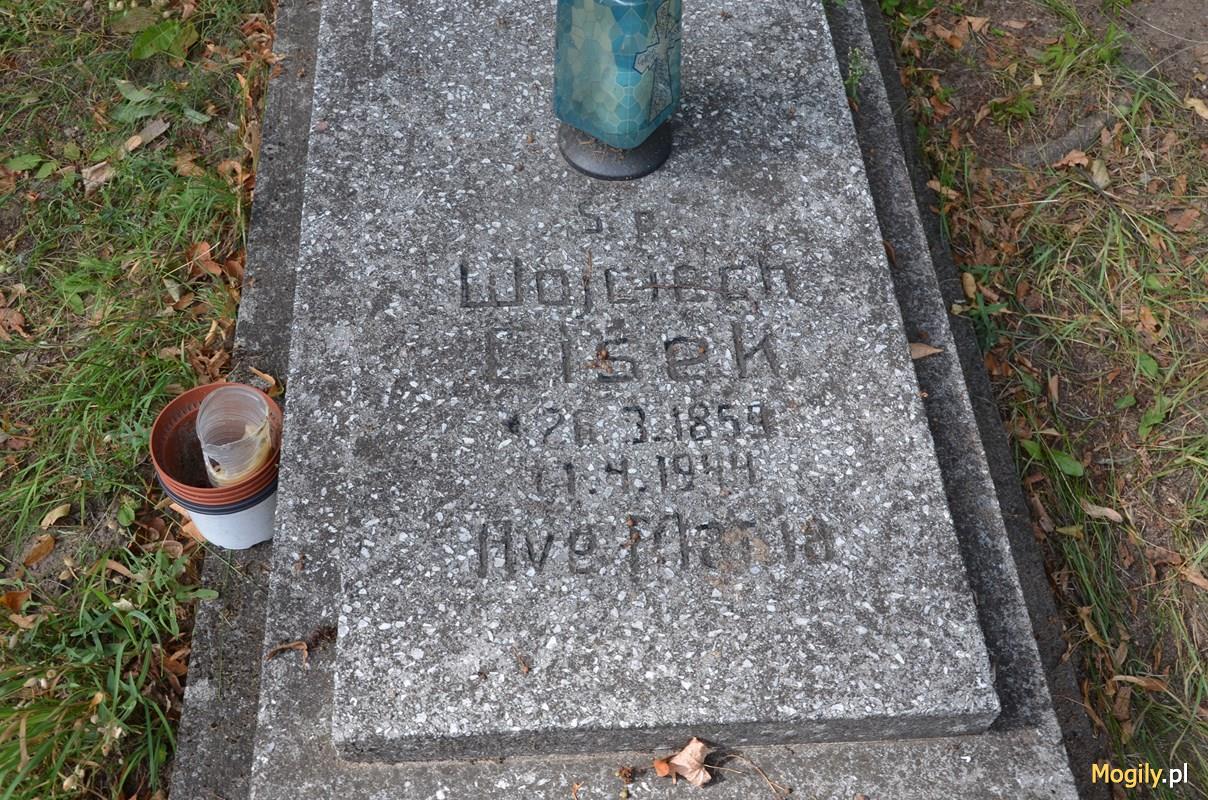 Ś P
Wojciech
Cisek
* 26.3.1859
1.4.1944
Ave Maria
Mogily.pl